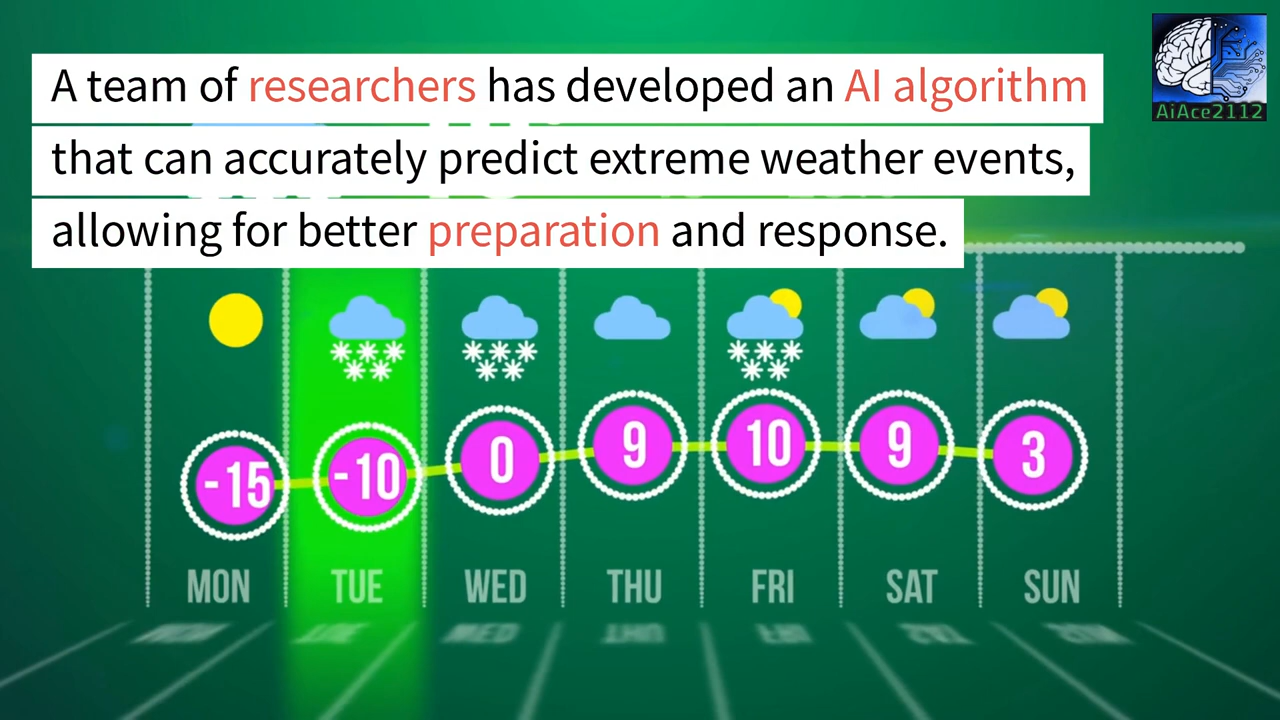 A team of researchers has developed an AI algorithm
that can accurately predict extreme weather events,
allowing for better preparation and response.
AiAce2112
-15 -10 0 9 10 9 3
MON TUE WED THU FRI SAT SUN